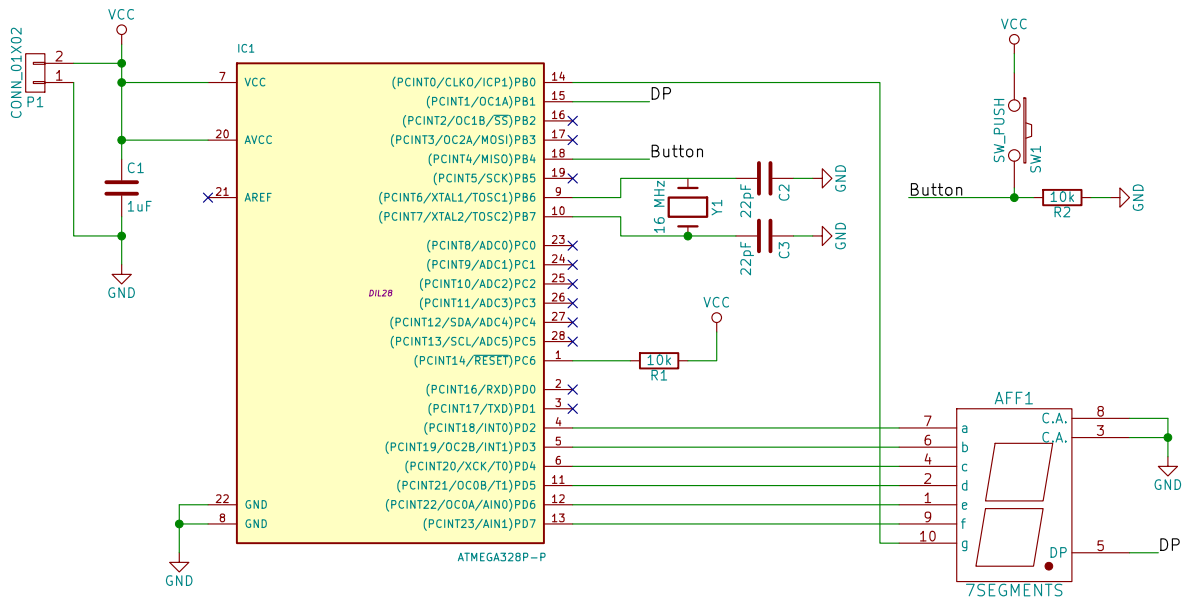 CONN_01X02
P1
2
1
VCC
C1
1uF
GND
IC1
7 VCC
20 AVCC
21 AREF
22 GND
8 GND
GND
DIL28
ATMEGA328P-P
(PCINT0/CLKO/ICP1)PB0 14
(PCINT1/OC1A)PB1 15 DP
(PCINT2/OC1B/SS)PB2 16
(PCINT3/OC2A/MOSI)PB3 17
(PCINT4/MISO)PB4 18 Button
(PCINT5/SCK)PB5 19
(PCINT6/XTAL1/TOSC1)PB6 9
(PCINT7/XTAL2/TOSC2)PB7 10
(PCINT8/ADC0)PC0 23
(PCINT9/ADC1)PC1 24
(PCINT10/ADC2)PC2 25
(PCINT11/ADC3)PC3 26
(PCINT12/SDA/ADC4)PC4 27
(PCINT13/SCL/ADC5)PC5 28
(PCINT14/RESET)PC6 1
(PCINT16/RXD)PD0 2
(PCINT17/TXD)PD1 3
(PCINT18/INT0)PD2 4
(PCINT19/OC2B/INT1)PD3 5
(PCINT20/XCK/T0)PD4 6
(PCINT21/OC0B/T1)PD5 11
(PCINT22/OC0A/AIN0)PD6 12
(PCINT23/AIN1)PD7 13
16 MHz
Y1
22pF
C2
GND
22pF
C3
GND
VCC
10k
R1
VCC
SW_PUSH
SW1
Button
10k
R2
GND
AFF1
7 a
6 b
4 c
2 d
1 e
9 f
10 g
C.A. 8
C.A. 3
GND
DP 5 DP
7SEGMENTS